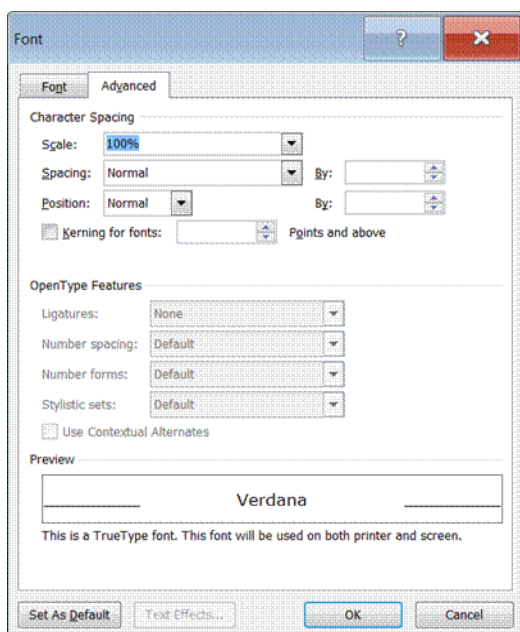 Font
?
Font Advanced
Character Spacing
Scale: 100%
Spacing: Normal By:
Position: Normal By:
Kerning for fonts: Points and above
OpenType Features
Ligatures: None
Number spacing: Default
Number forms: Default
Stylistic sets: Default
Use Contextual Alternates
Preview
Verdana
This is a TrueType font. This font will be used on both printer and screen.
Set As Default Text Effects... OK Cancel